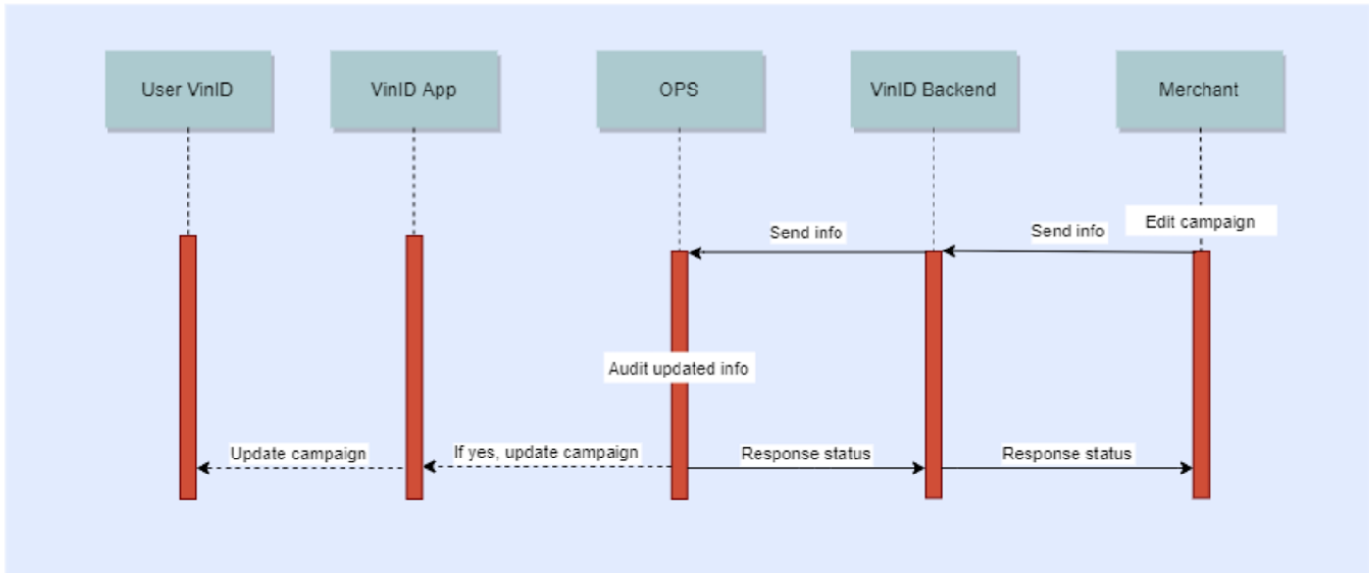 User VinID
VinID App
OPS
VinID Backend
Merchant
Edit campaign
Send info
Send info
Audit updated info
Update campaign
If yes, update campaign
Response status
Response status